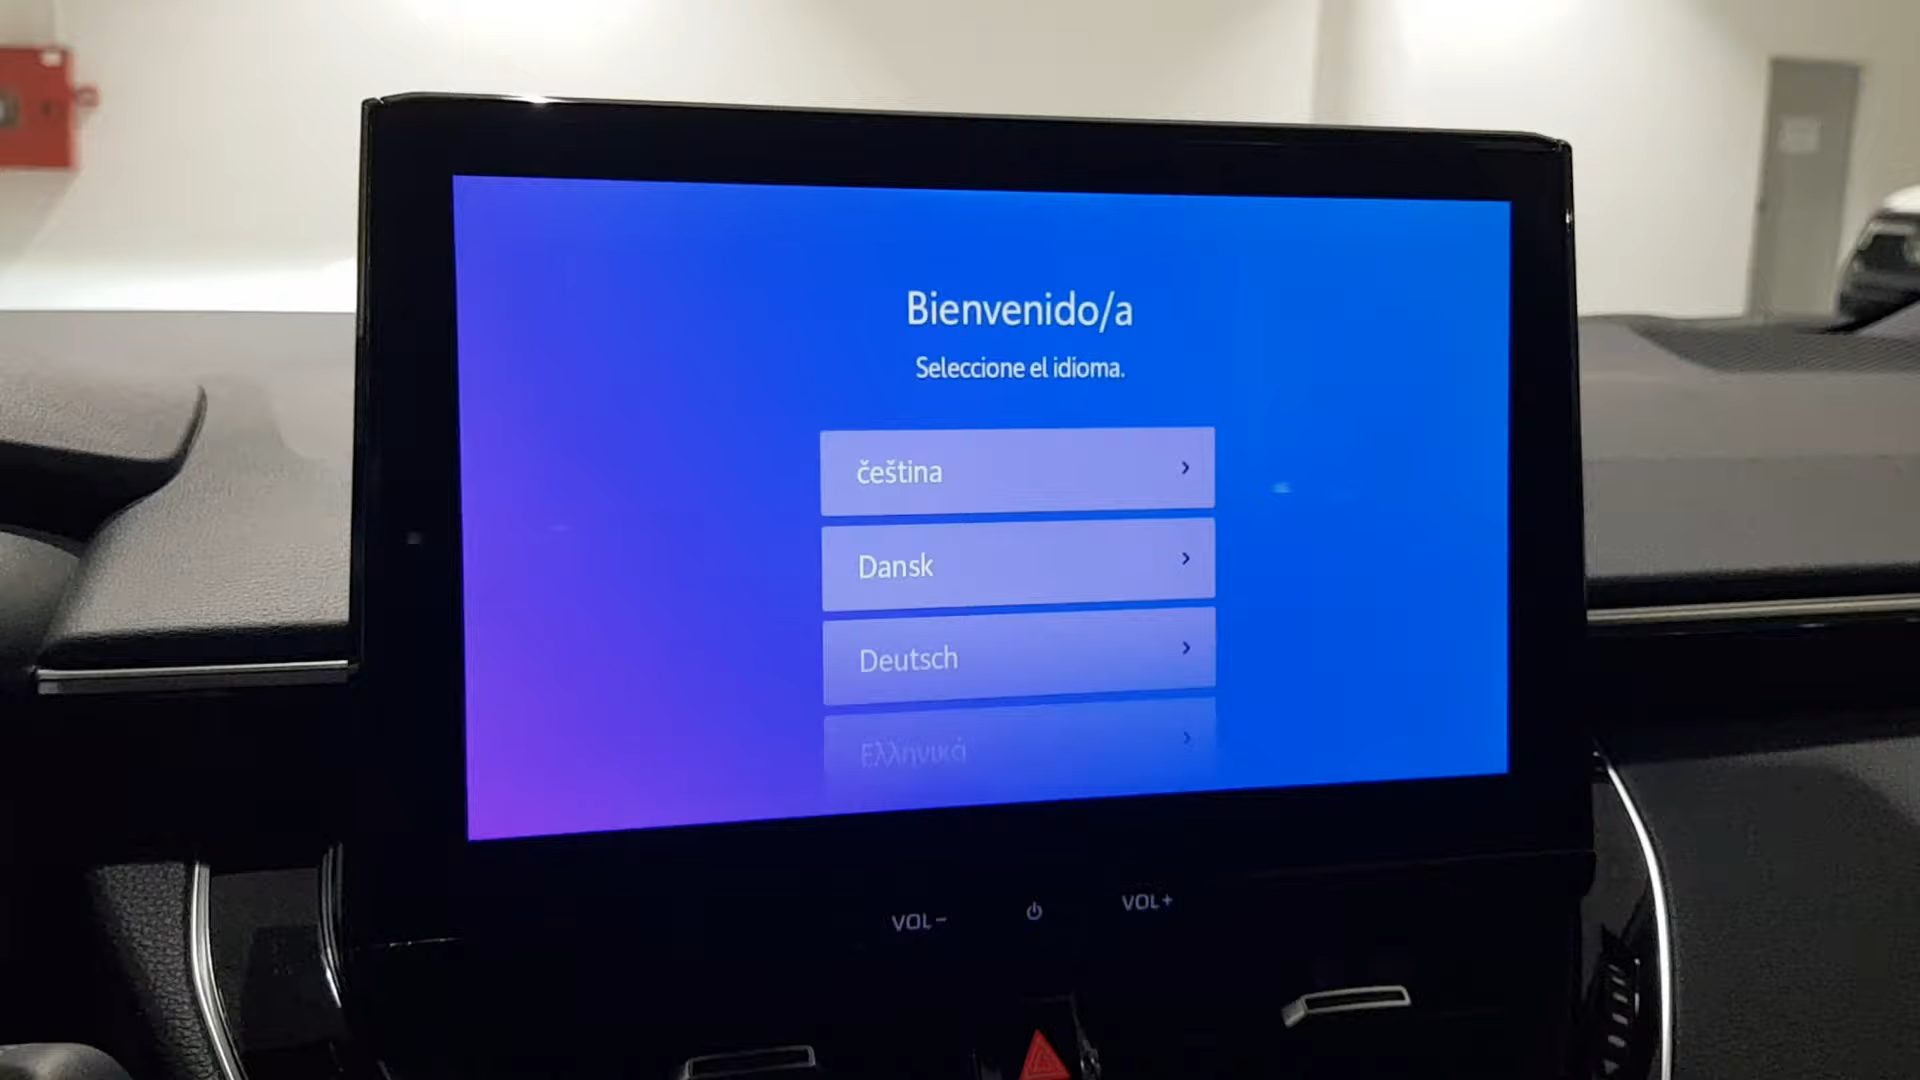 Bienvenido/a
Seleccione el idioma.
čeština
Dansk
Deutsch
Ελληνικά
VOL-
VOL+